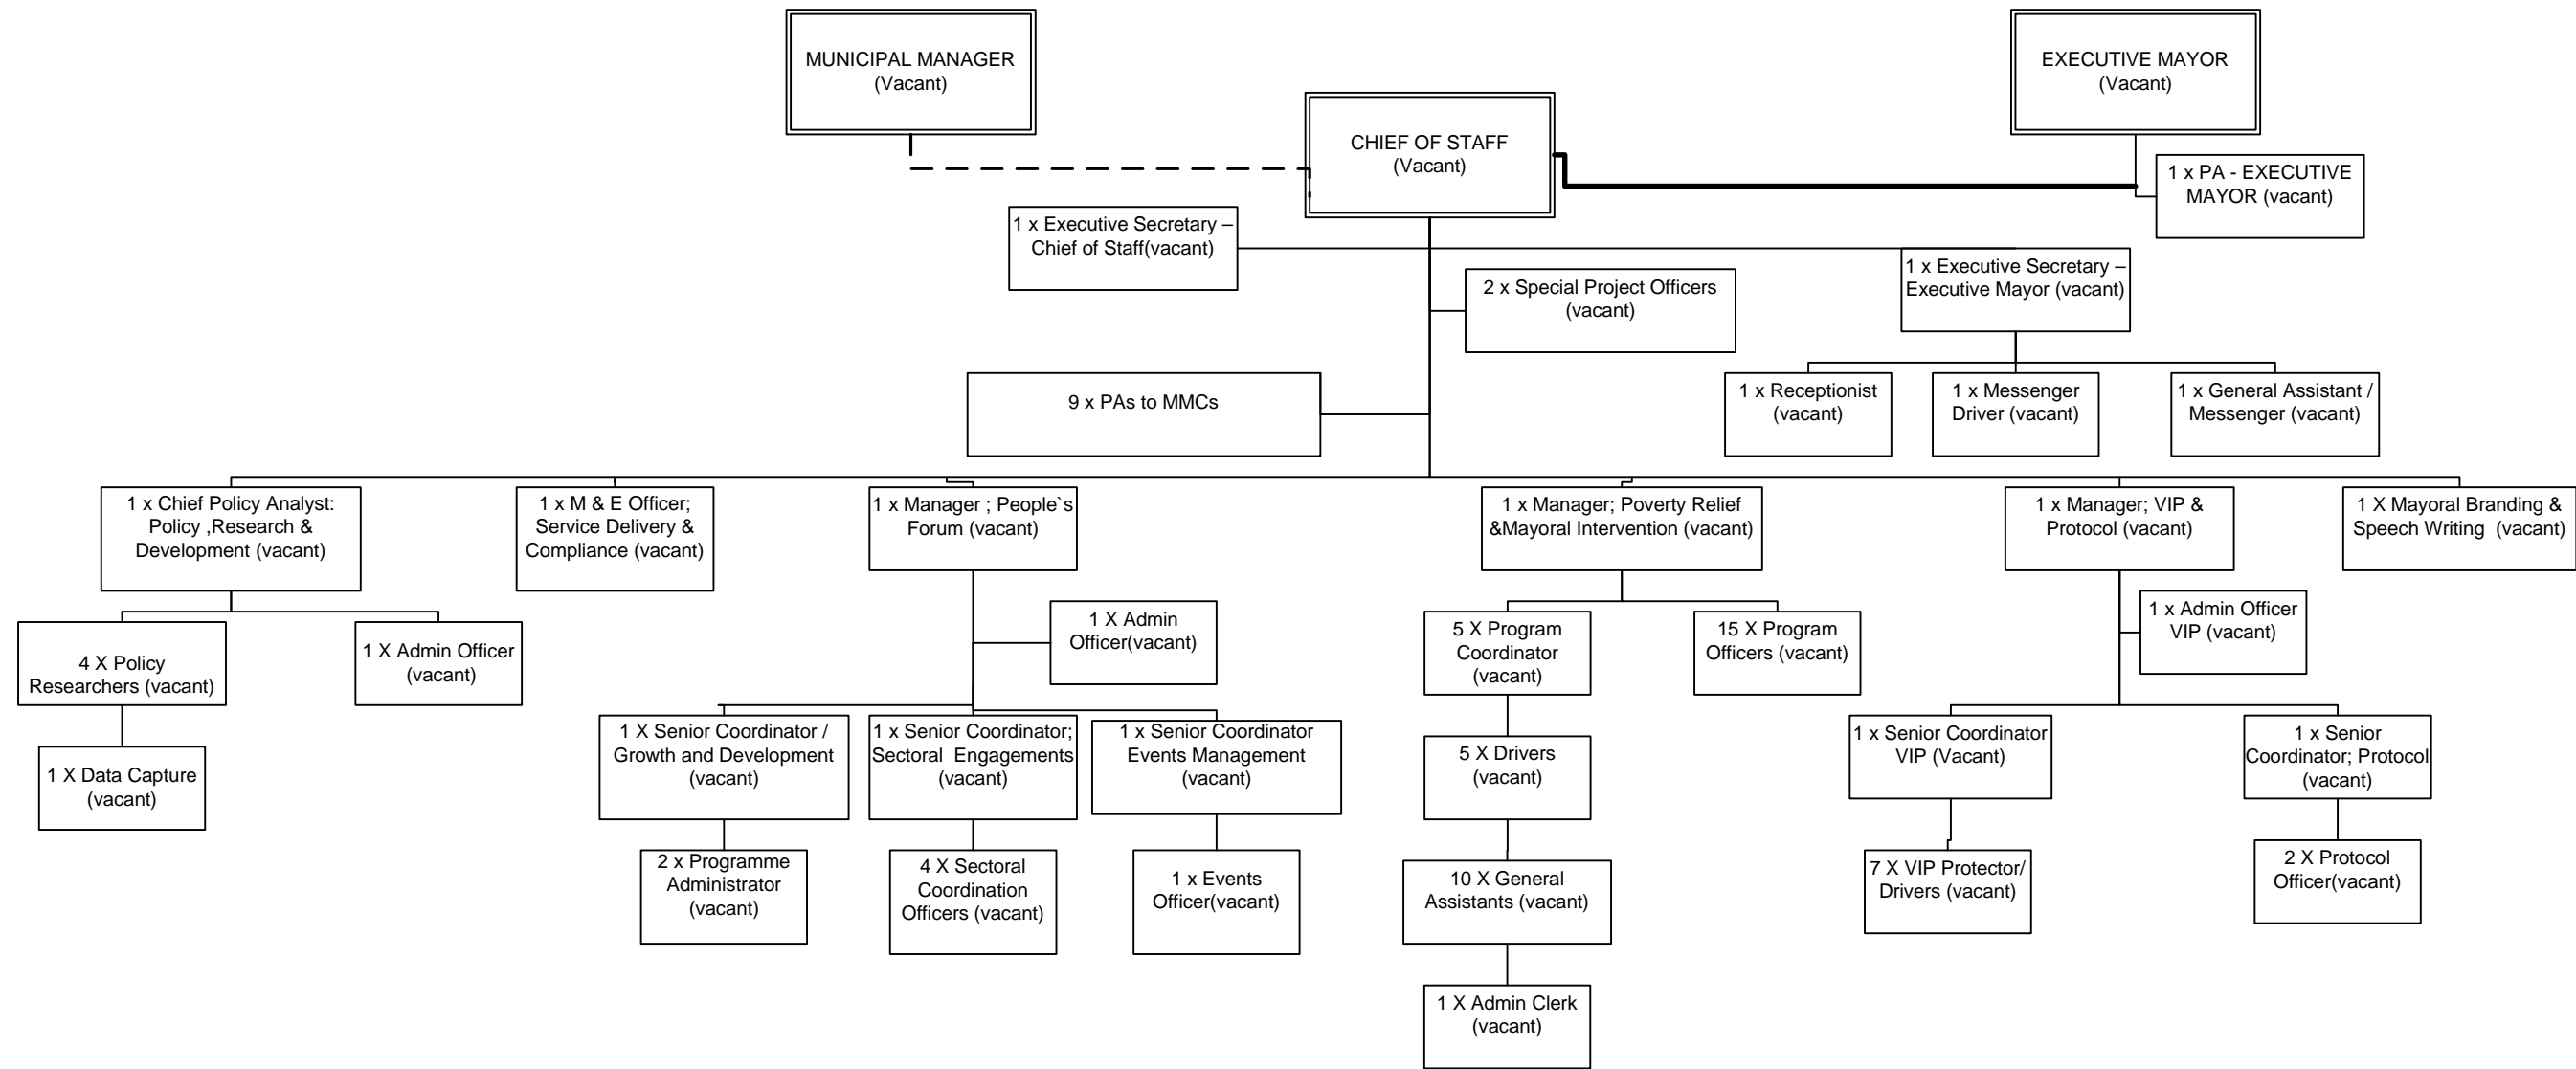 MUNICIPAL MANAGER
(Vacant)
EXECUTIVE MAYOR
(Vacant)
CHIEF OF STAFF
(Vacant)
1 x PA - EXECUTIVE
MAYOR (vacant)
1 x Executive Secretary –
Chief of Staff(vacant)
1 x Executive Secretary –
Executive Mayor (vacant)
2 x Special Project Officers
(vacant)
9 x PAs to MMCs
1 x Receptionist
(vacant)
1 x Messenger
Driver (vacant)
1 x General Assistant /
Messenger (vacant)
1 x Chief Policy Analyst:
Policy ,Research &
Development (vacant)
1 x M & E Officer;
Service Delivery &
Compliance (vacant)
1 x Manager ; People`s
Forum (vacant)
1 x Manager; Poverty Relief
&Mayoral Intervention (vacant)
1 x Manager; VIP &
Protocol (vacant)
1 X Mayoral Branding &
Speech Writing  (vacant)
4 X Policy
Researchers (vacant)
1 X Admin Officer
(vacant)
1 X Admin
Officer(vacant)
5 X Program
Coordinator
(vacant)
15 X Program
Officers (vacant)
1 x Admin Officer
VIP (vacant)
1 X Data Capture
(vacant)
1 X Senior Coordinator /
Growth and Development
(vacant)
1 x Senior Coordinator;
Sectoral  Engagements
(vacant)
1 x Senior Coordinator
Events Management
(vacant)
5 X Drivers
(vacant)
1 x Senior Coordinator
VIP (Vacant)
1 x Senior
Coordinator; Protocol
(vacant)
2 x Programme
Administrator
(vacant)
4 X Sectoral
Coordination
Officers (vacant)
1 x Events
Officer(vacant)
10 X General
Assistants (vacant)
7 X VIP Protector/
Drivers (vacant)
2 X Protocol
Officer(vacant)
1 X Admin Clerk
(vacant)